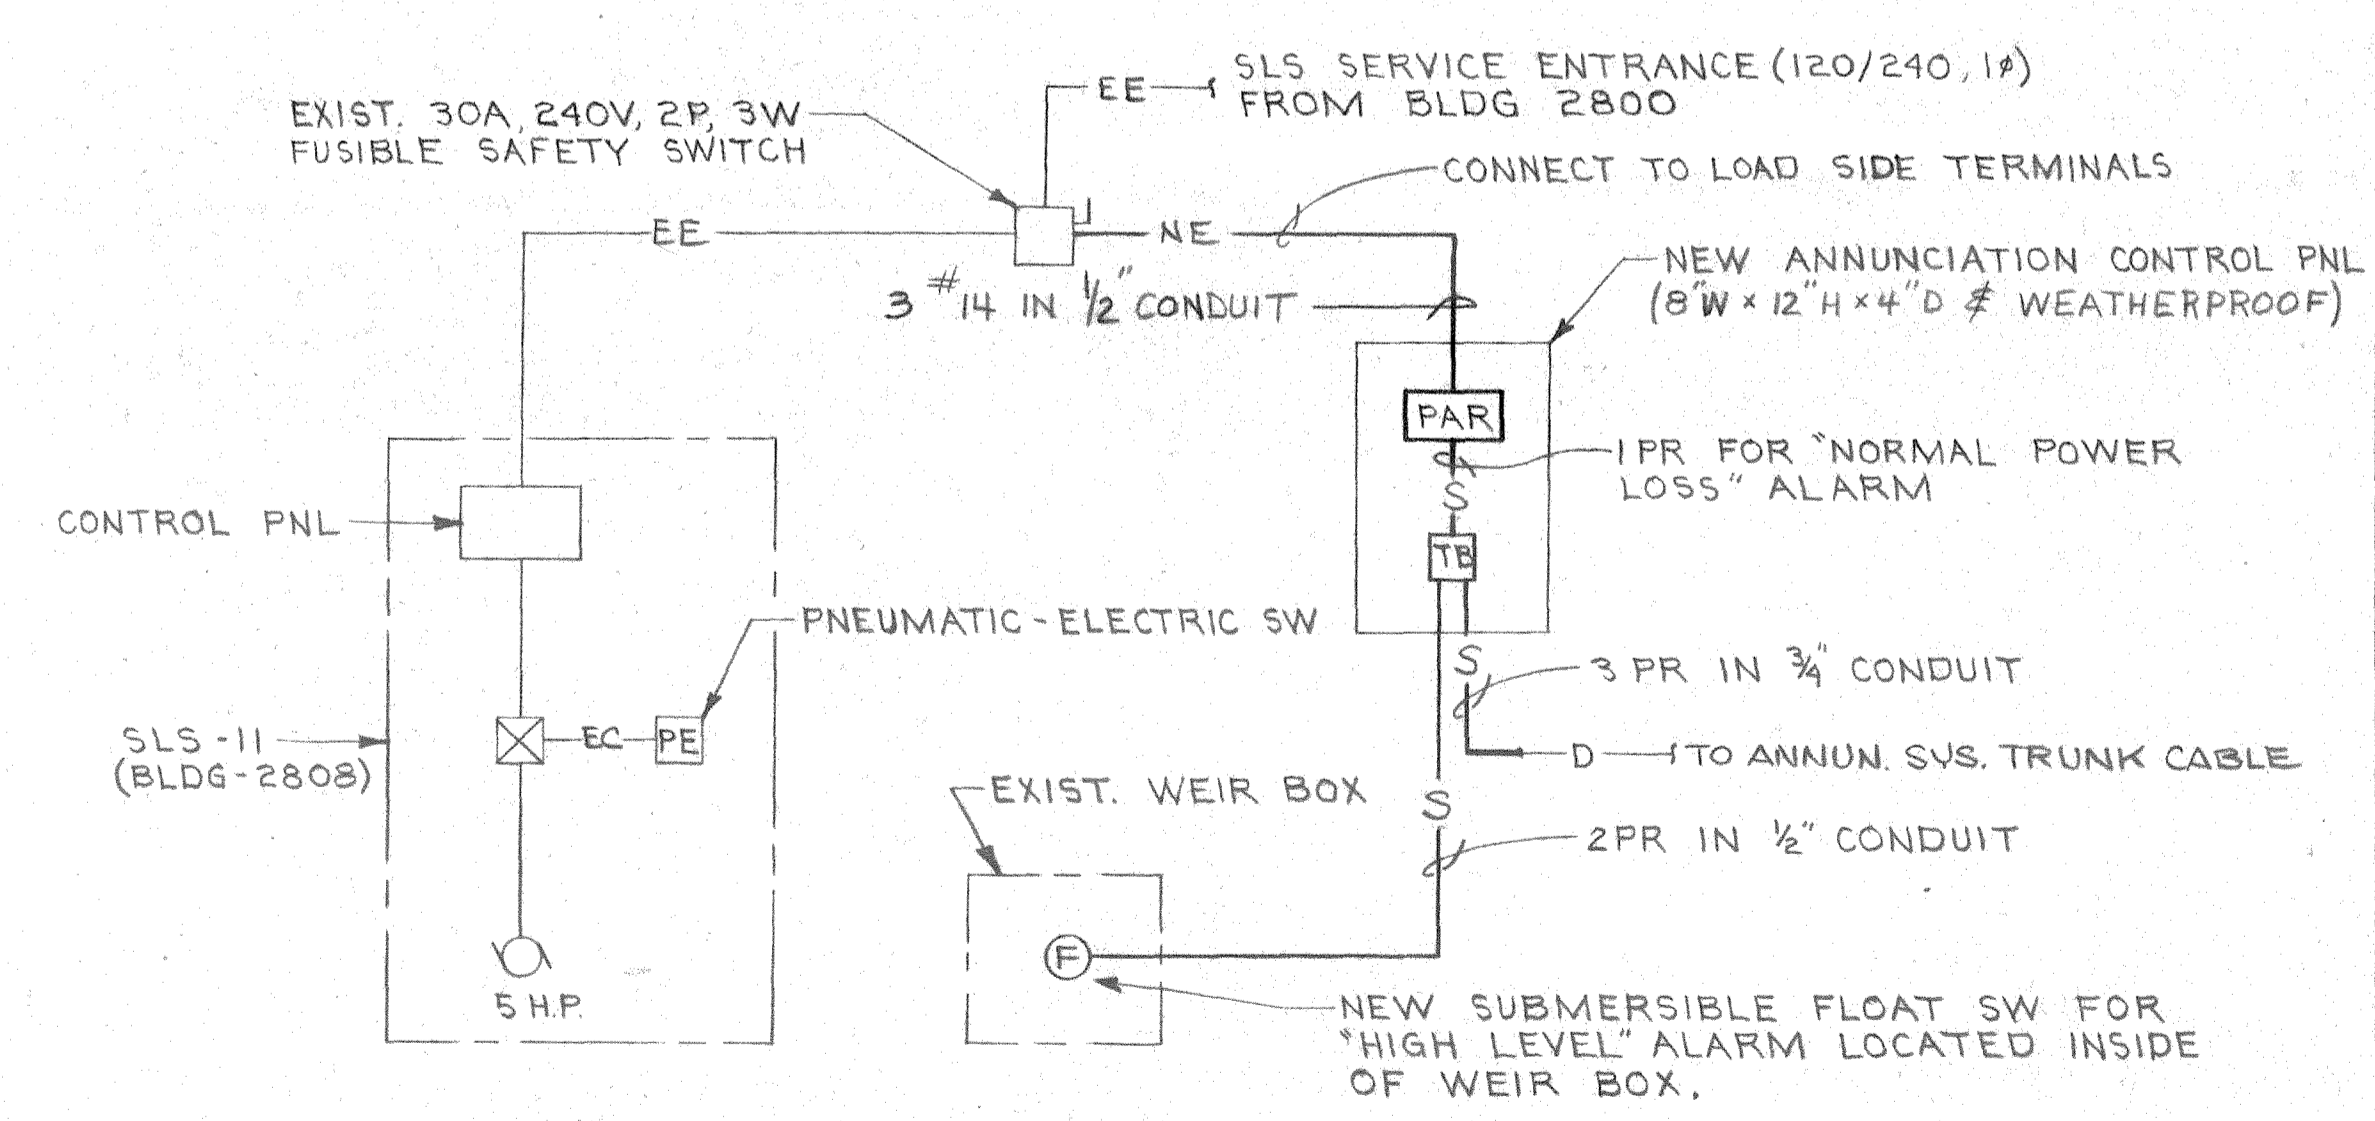 SLS SERVICE ENTRANCE (120/240, 1ø)
FROM BLDG 2800
EE
EXIST. 30A, 240V, 2P, 3W
FUSIBLE SAFETY SWITCH
CONNECT TO LOAD SIDE TERMINALS
EE
NE
NEW ANNUNCIATION CONTROL PNL
(8"W x 12"H x 4"D & WEATHERPROOF)
3 #14 IN 1/2" CONDUIT
PAR
1 PR FOR "NORMAL POWER
LOSS" ALARM
S
CONTROL PNL
TB
PNEUMATIC-ELECTRIC SW
S
3 PR IN 3/4" CONDUIT
SLS-11
(BLDG-2808)
EC
PE
D
TO ANNUN. SYS. TRUNK CABLE
EXIST. WEIR BOX
S
2PR IN 1/2" CONDUIT
F
5 H.P.
NEW SUBMERSIBLE FLOAT SW FOR
"HIGH LEVEL" ALARM LOCATED INSIDE
OF WEIR BOX.